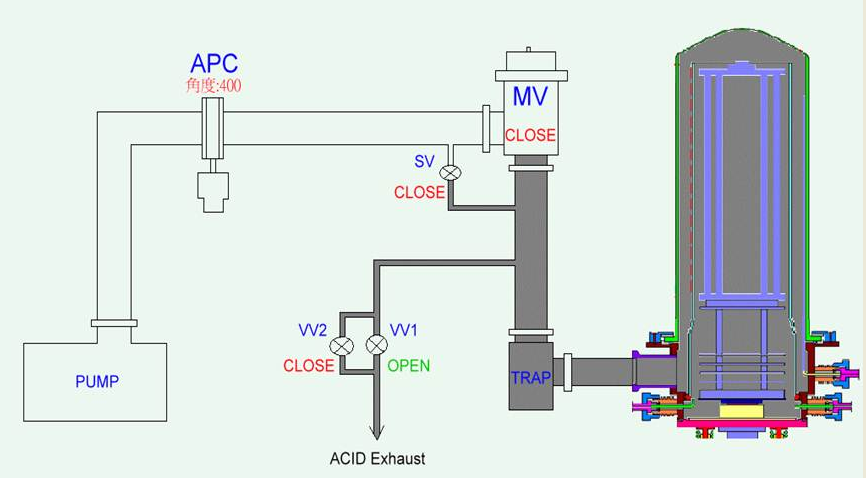 APC
角度:400
MV
CLOSE
SV
CLOSE
VV2
VV1
CLOSE
OPEN
PUMP
TRAP
ACID Exhaust